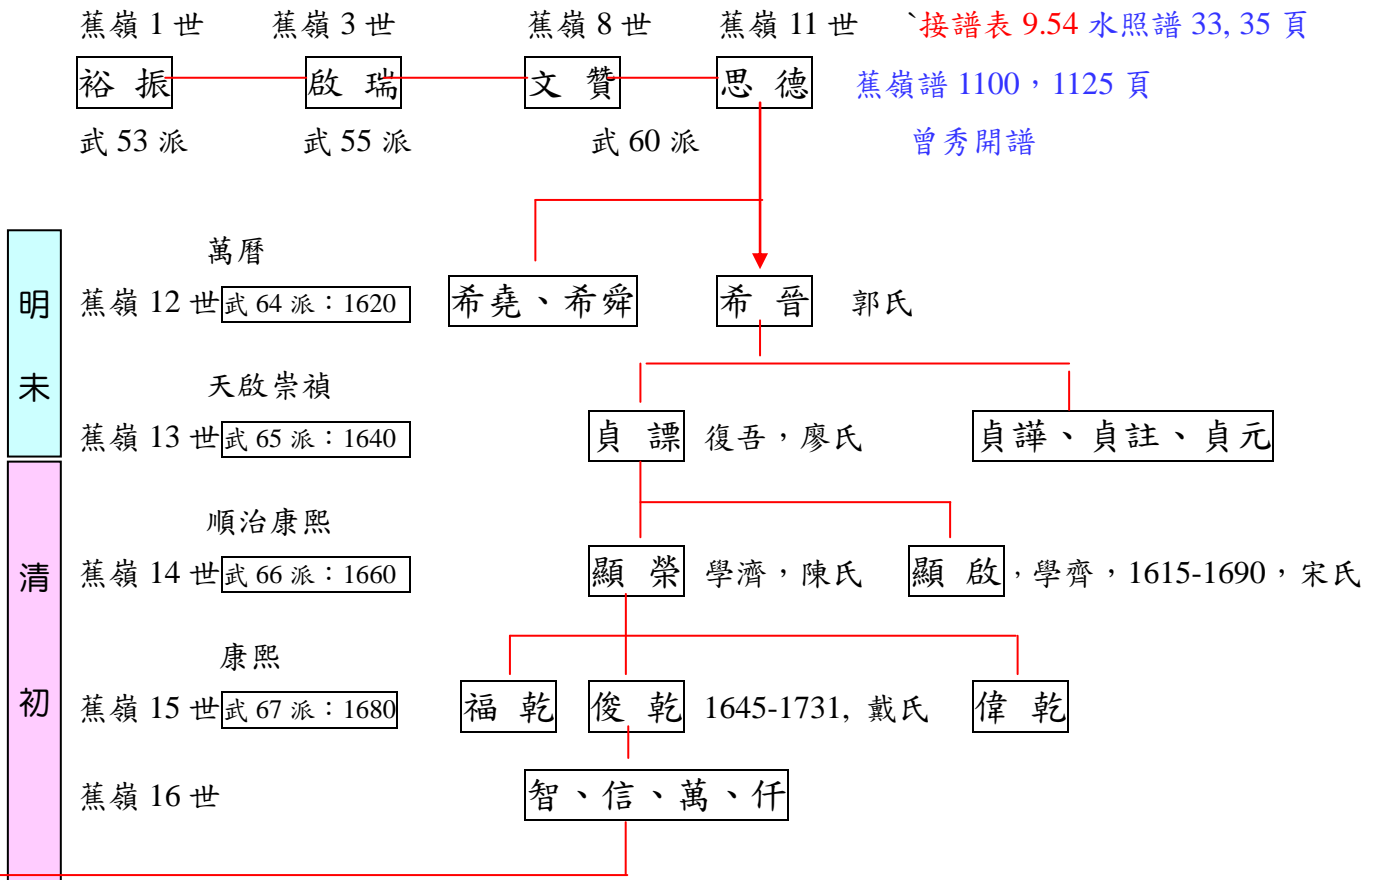 蕉嶺 1 世 蕉嶺 3 世 蕉嶺 8 世 蕉嶺 11 世 `接譜表 9.54 水照譜 33, 35 頁
裕 振 啟 瑞 文 贊 思 德 蕉嶺譜 1100，1125 頁
武 53 派 武 55 派 武 60 派 曾秀開譜
萬曆
蕉嶺 12 世 武 64 派：1620 希堯、希舜 希 晉 郭氏
明未
天啟崇禎
蕉嶺 13 世 武 65 派：1640 貞 謤 復吾，廖氏 貞譁、貞註、貞元
順治康熙
蕉嶺 14 世 武 66 派：1660 顯 榮 學濟，陳氏 顯 啟，學齊，1615-1690，宋氏
清初
康熙
蕉嶺 15 世 武 67 派：1680 福 乾 俊 乾 1645-1731, 戴氏 偉 乾
蕉嶺 16 世 智、信、萬、仟